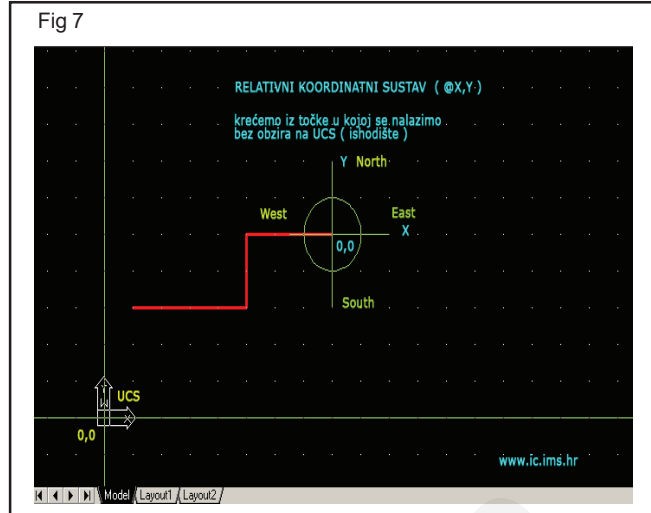 Fig 7
RELATIVNI KOORDINATNI SUSTAV ( @X,Y )
krećemo iz točke u kojoj se nalazimo
bez obzira na UCS ( ishodište )
Y North
West
East
X
0,0
South
W
UCS
X
0,0
www.ic.ims.hr
Model Layout1 Layout2